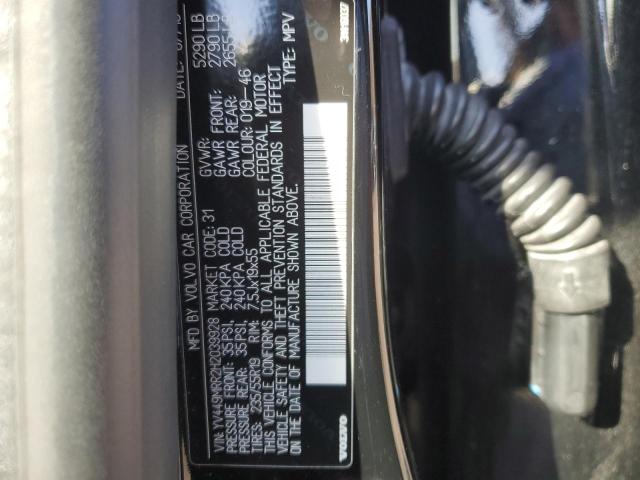 MFD BY VOLVO CAR CORPORATION DATE:
VIN: YV449MRR2H2039928 MARKET CODE: 31 GVWR: 5290 LB
PRESSURE FRONT: 35 PSI, 240 KPA COLD GAWR FRONT: 2790 LB
PRESSURE REAR: 35 PSI, 240 KPA COLD GAWR REAR: 2655 LB
TIRES: 235/55R19 RIM: 7.5JX19x55 COLOUR: 019-46
THIS VEHICLE CONFORMS TO ALL APPLICABLE FEDERAL MOTOR
VEHICLE SAFETY AND THEFT PREVENTION STANDARDS IN EFFECT
ON THE DATE OF MANUFACTURE SHOWN ABOVE. TYPE: MPV
VOLVO